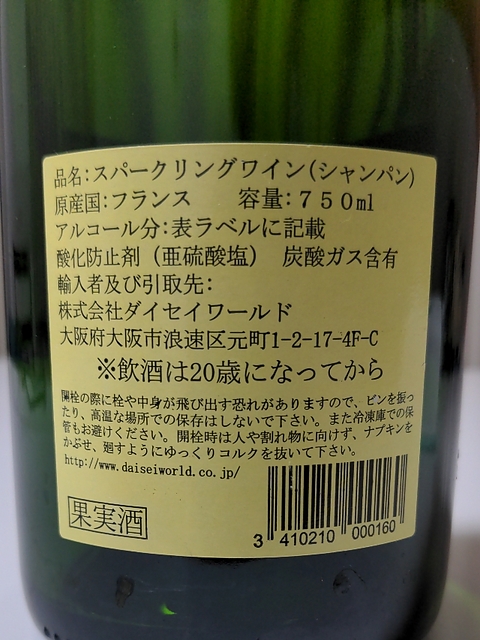 品名:スパークリングワイン(シャンパン)
原産国:フランス 容量:750ml
アルコール分:表ラベルに記載
酸化防止剤(亜硫酸塩) 炭酸ガス含有
輸入者及び引取先:
株式会社ダイセイワールド
大阪府大阪市浪速区元町1-2-17-4F-C
※飲酒は20歳になってから
開栓の際に栓や中身が飛び出す恐れがありますので、ビンを振っ
たり、高温な場所での保存はしないで下さい。また冷凍庫での保
管もお避けください。開栓時は人や割れ物に向けず、ナプキンを
かぶせ、廻すようにゆっくりコルクを抜いて下さい。
http://www.daiseiworld.co.jp/
果実酒
3 410210 000160